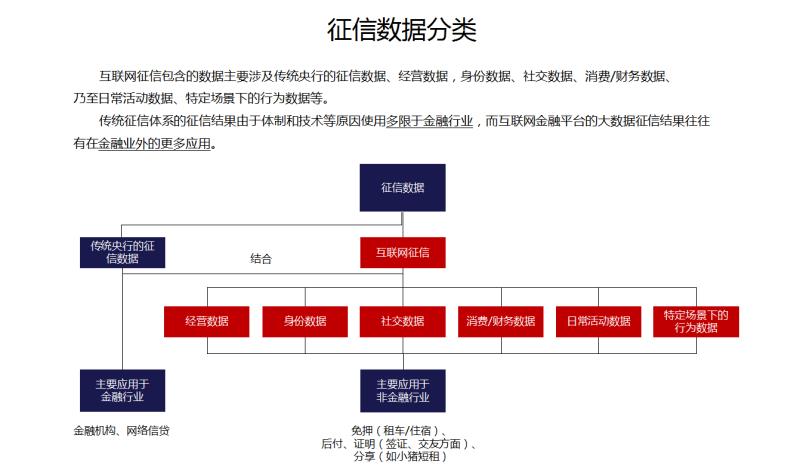 征信数据分类
互联网征信包含的数据主要涉及传统央行的征信数据、经营数据，身份数据、社交数据、消费/财务数据、
乃至日常活动数据、特定场景下的行为数据等。
传统征信体系的征信结果由于体制和技术等原因使用多限于金融行业，而互联网金融平台的大数据征信结果往往
有在金融业外的更多应用。
征信数据
传统央行的征
信数据
互联网征信
结合
经营数据
身份数据
社交数据
消费/财务数据
日常活动数据
特定场景下的
行为数据
主要应用于
金融行业
主要应用于
非金融行业
金融机构、网络信贷
免押（租车/住宿）、
后付、证明（签证、交友方面）、
分享（如小猪短租）